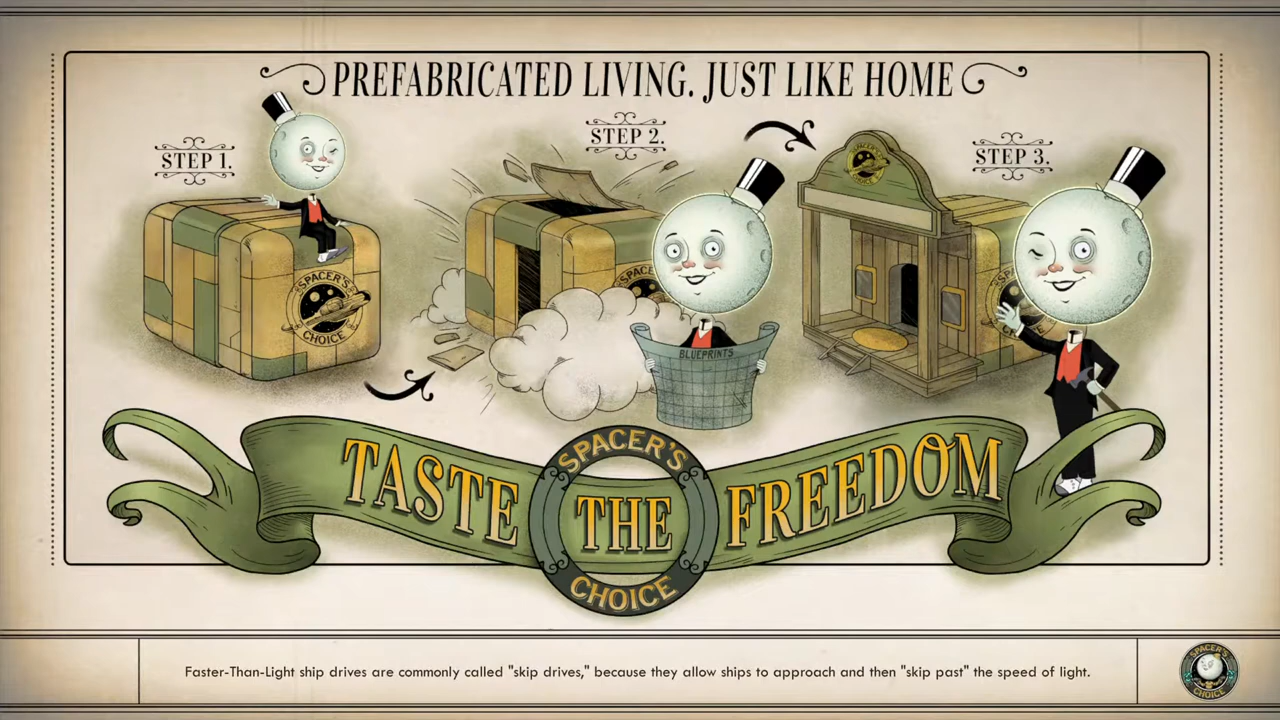 PREFABRICATED LIVING. JUST LIKE HOME
STEP 1.
STEP 2.
STEP 3.
SPACER'S
CHOICE
SPACER'S
BLUEPRINTS
SPACER'S
CHOICE
TASTE THE FREEDOM
SPACER'S
CHOICE
Faster-Than-Light ship drives are commonly called "skip drives," because they allow ships to approach and then "skip past" the speed of light.
SPACER'S
CHOICE